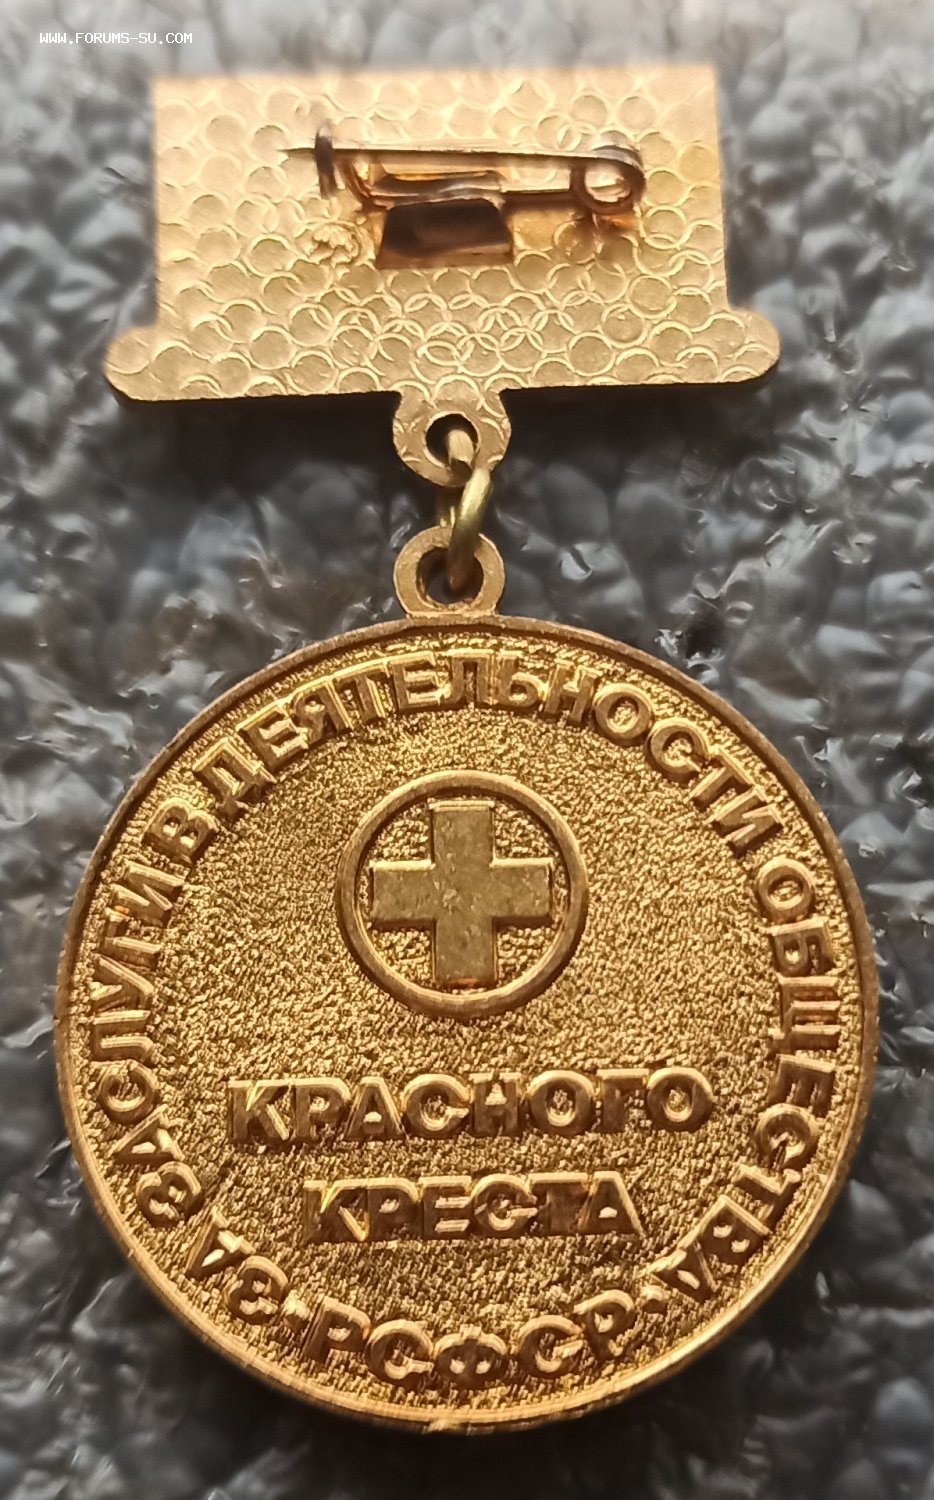 WWW.FORUMS-SU.COM
ЗА ЗАСЛУГИ В ДЕЯТЕЛЬНОСТИ ОБЩЕСТВА
КРАСНОГО
КРЕСТА
· РСФСР ·